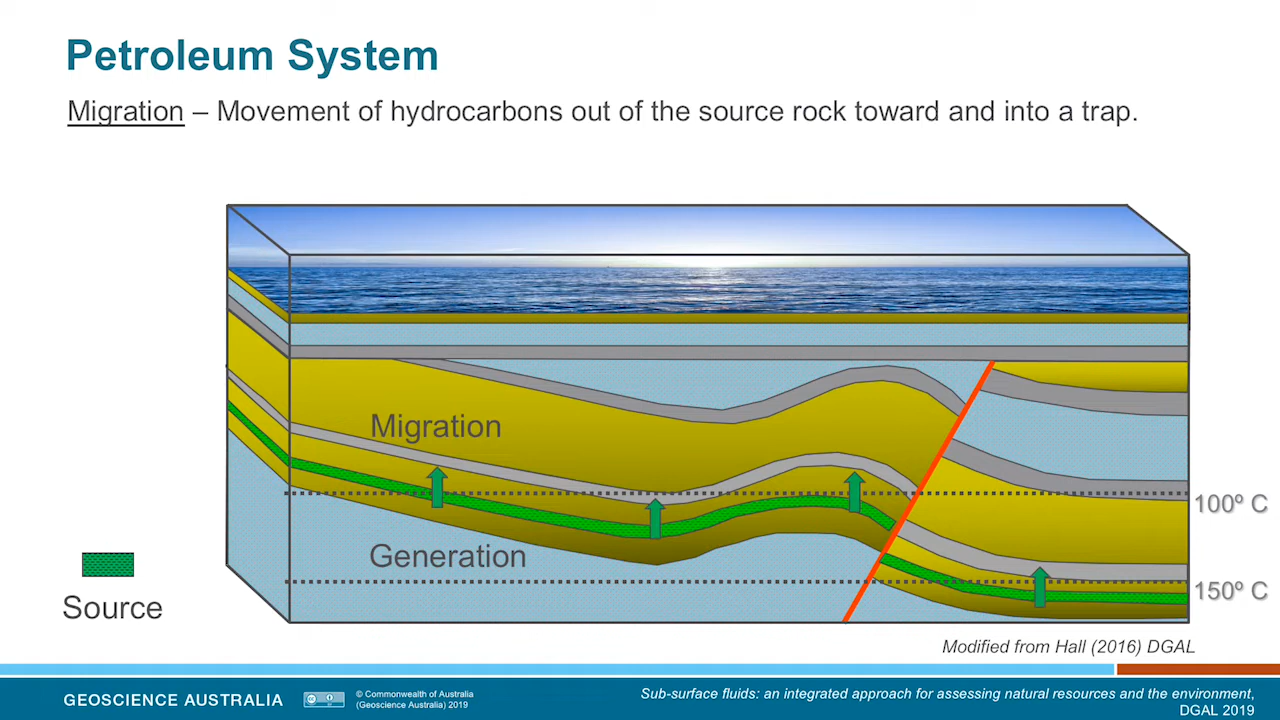 Petroleum System
Migration – Movement of hydrocarbons out of the source rock toward and into a trap.
Migration
100º C
Generation
150º C
Source
Modified from Hall (2016) DGAL
GEOSCIENCE AUSTRALIA
© Commonwealth of Australia
(Geoscience Australia) 2019
Sub-surface fluids: an integrated approach for assessing natural resources and the environment,
DGAL 2019